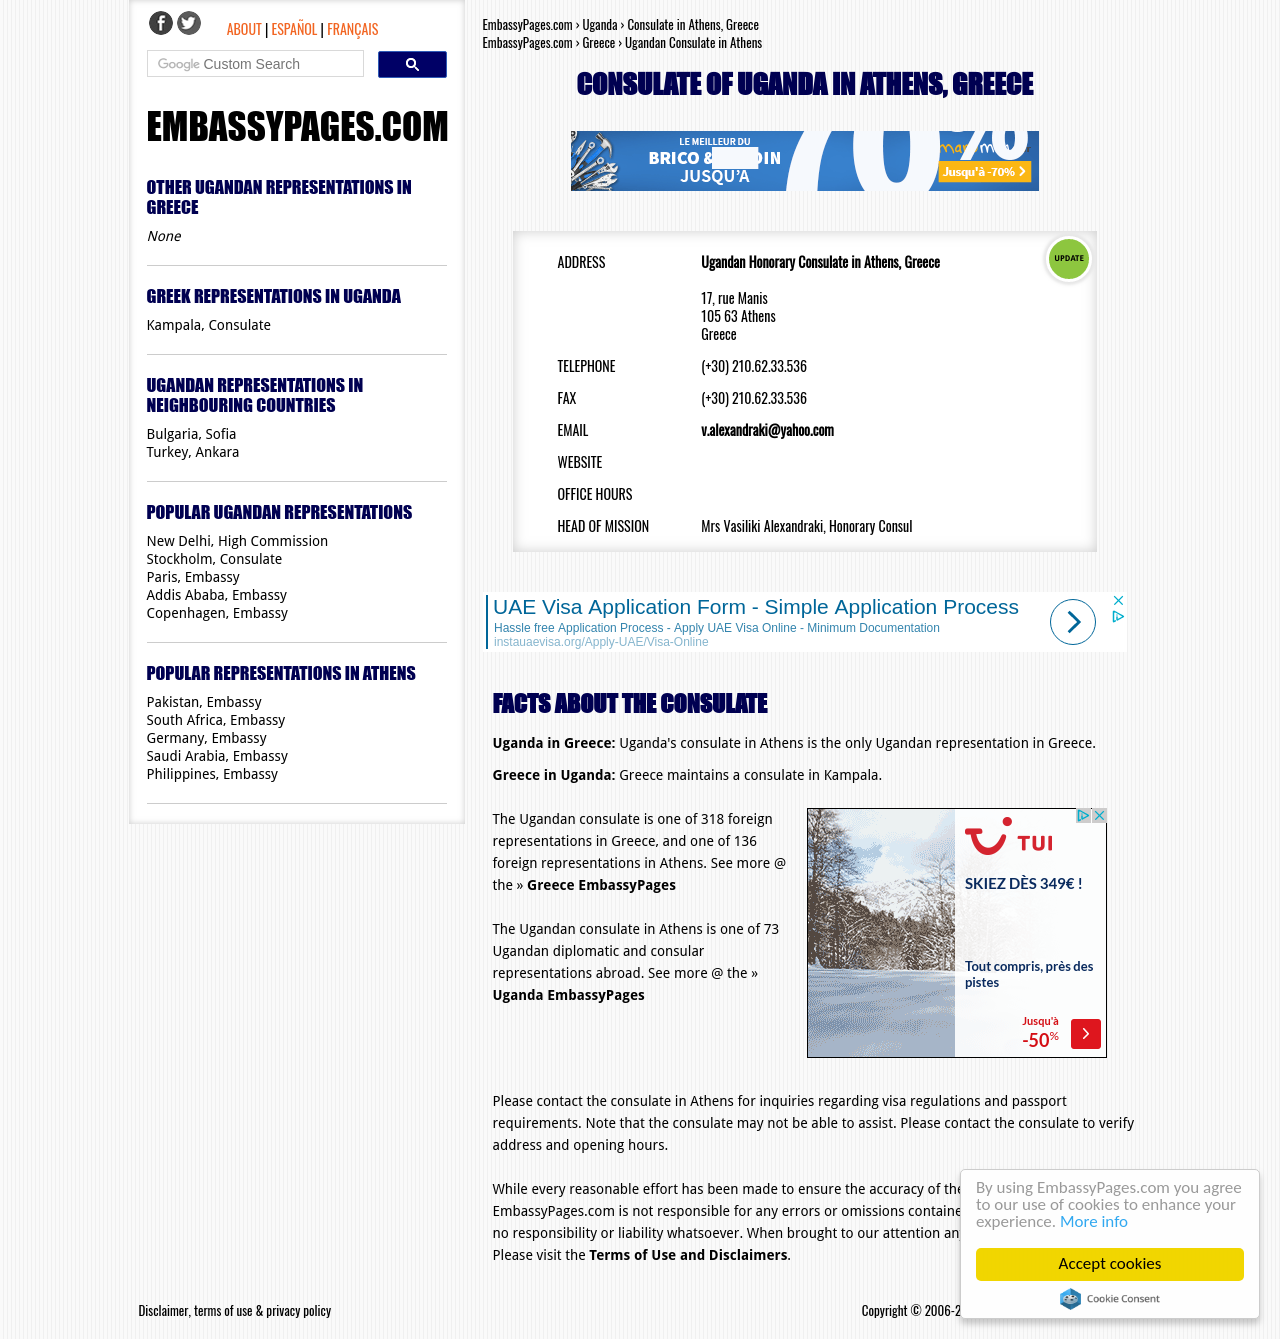 ABOUT | ESPAÑOL | FRANÇAIS
Google Custom Search
EMBASSYPAGES.COM
OTHER UGANDAN REPRESENTATIONS IN
GREECE
None
GREEK REPRESENTATIONS IN UGANDA
Kampala, Consulate
UGANDAN REPRESENTATIONS IN
NEIGHBOURING COUNTRIES
Bulgaria, Sofia
Turkey, Ankara
POPULAR UGANDAN REPRESENTATIONS
New Delhi, High Commission
Stockholm, Consulate
Paris, Embassy
Addis Ababa, Embassy
Copenhagen, Embassy
POPULAR REPRESENTATIONS IN ATHENS
Pakistan, Embassy
South Africa, Embassy
Germany, Embassy
Saudi Arabia, Embassy
Philippines, Embassy
EmbassyPages.com › Uganda › Consulate in Athens, Greece
EmbassyPages.com › Greece › Ugandan Consulate in Athens
CONSULATE OF UGANDA IN ATHENS, GREECE
LE MEILLEUR DU
BRICO &
JUSQU'À
70%
Jusqu'à -70% >
UPDATE
ADDRESS Ugandan Honorary Consulate in Athens, Greece
17, rue Manis
105 63 Athens
Greece
TELEPHONE (+30) 210.62.33.536
FAX (+30) 210.62.33.536
EMAIL v.alexandraki@yahoo.com
WEBSITE
OFFICE HOURS
HEAD OF MISSION Mrs Vasiliki Alexandraki, Honorary Consul
UAE Visa Application Form - Simple Application Process
Hassle free Application Process - Apply UAE Visa Online - Minimum Documentation
instauaevisa.org/Apply-UAE/Visa-Online
FACTS ABOUT THE CONSULATE
Uganda in Greece: Uganda's consulate in Athens is the only Ugandan representation in Greece.
Greece in Uganda: Greece maintains a consulate in Kampala.
The Ugandan consulate is one of 318 foreign
representations in Greece, and one of 136
foreign representations in Athens. See more @
the » Greece EmbassyPages
The Ugandan consulate in Athens is one of 73
Ugandan diplomatic and consular
representations abroad. See more @ the »
Uganda EmbassyPages
TUI
SKIEZ DÈS 349€ !
Tout compris, près des
pistes
Jusqu'à
-50%
Please contact the consulate in Athens for inquiries regarding visa regulations and passport
requirements. Note that the consulate may not be able to assist. Please contact the consulate to verify
address and opening hours.
While every reasonable effort has been made to ensure the accuracy of the
EmbassyPages.com is not responsible for any errors or omissions containe
no responsibility or liability whatsoever. When brought to our attention an
Please visit the Terms of Use and Disclaimers.
By using EmbassyPages.com you agree
to our use of cookies to enhance your
experience. More info
Accept cookies
Cookie Consent
Disclaimer, terms of use & privacy policy
Copyright © 2006-2